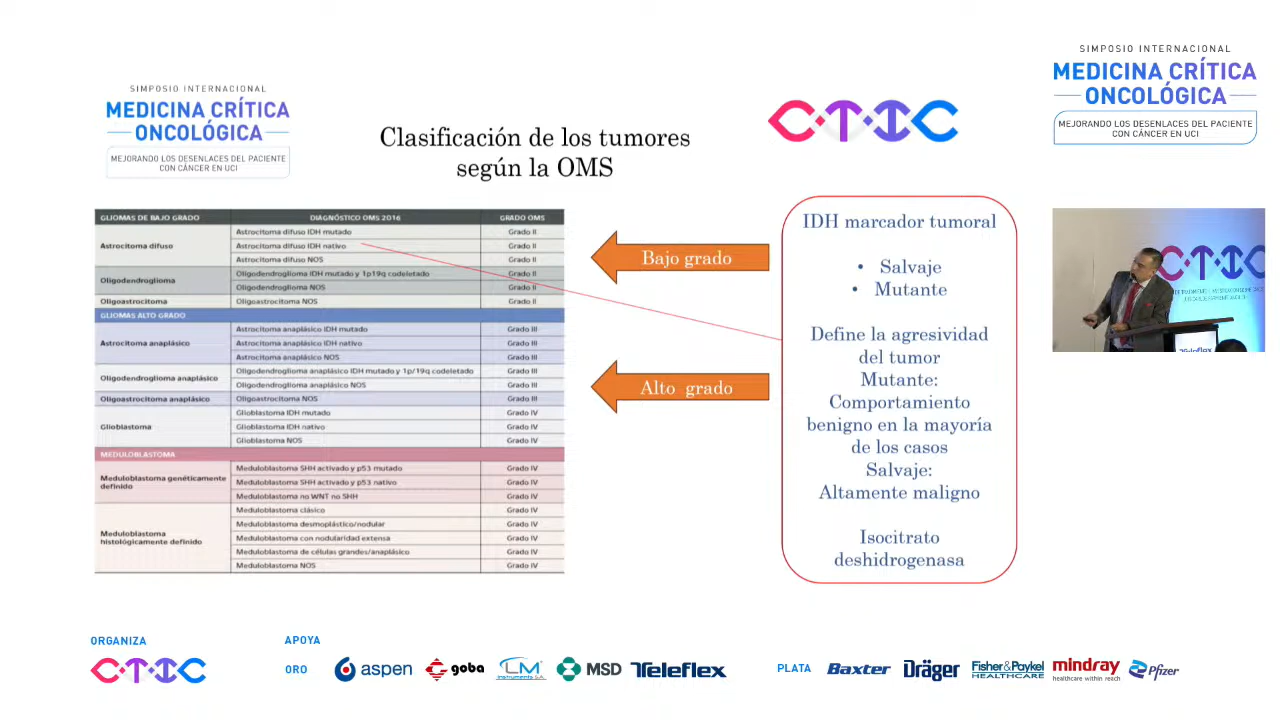 SIMPOSIO INTERNACIONAL
MEDICINA CRÍTICA
ONCOLÓGICA
MEJORANDO LOS DESENLACES DEL PACIENTE
CON CÁNCER EN UCI
Clasificación de los tumores
según la OMS
CTIC
SIMPOSIO INTERNACIONAL
MEDICINA CRÍTICA
ONCOLÓGICA
MEJORANDO LOS DESENLACES DEL PACIENTE
CON CÁNCER EN UCI
GLIOMAS DE BAJO GRADO DIAGNÓSTICO OMS 2016 GRADO OMS
Astrocitoma difuso
Astrocitoma difuso IDH mutado Grado II
Astrocitoma difuso IDH nativo Grado II
Astrocitoma difuso NOS Grado II
Oligodendroglioma
Oligodendroglioma IDH mutado y 1p19q codeletado Grado II
Oligodendroglioma NOS Grado II
Oligoastrocitoma Oligoastrocitoma NOS Grado II
GLIOMAS ALTO GRADO
Astrocitoma anaplásico
Astrocitoma anaplásico IDH mutado Grado III
Astrocitoma anaplásico IDH nativo Grado III
Astrocitoma anaplásico NOS Grado III
Oligodendroglioma anaplásico
Oligodendroglioma anaplásico IDH mutado y 1p/19q codeletado Grado III
Oligodendroglioma anaplásico NOS Grado III
Oligoastrocitoma anaplásico Oligoastrocitoma NOS Grado III
Glioblastoma
Glioblastoma IDH mutado Grado IV
Glioblastoma IDH nativo Grado IV
Glioblastoma NOS Grado IV
MEDULOBLASTOMA
Meduloblastoma genéticamente
definido
Meduloblastoma SHH activado y p53 mutado Grado IV
Meduloblastoma SHH activado y p53 nativo Grado IV
Meduloblastoma no WNT no SHH Grado IV
Meduloblastoma
histológicamente definido
Meduloblastoma clásico Grado IV
Meduloblastoma desmoplástico/nodular Grado IV
Meduloblastoma con nodularidad extensa Grado IV
Meduloblastoma de células grandes/anaplásico Grado IV
Meduloblastoma NOS Grado IV
Bajo grado
Alto grado
IDH marcador tumoral
• Salvaje
• Mutante
Define la agresividad
del tumor
Mutante:
Comportamiento
benigno en la mayoría
de los casos
Salvaje:
Altamente maligno
Isocitrato
deshidrogenasa
CTIC
Teleflex
ORGANIZA
CTIC
APOYA
ORO
aspen
goba
LM
Instruments S.A.
MSD
Teleflex
PLATA
Baxter
Dräger
Fisher & Paykel
HEALTHCARE
mindray
healthcare within reach
Pfizer